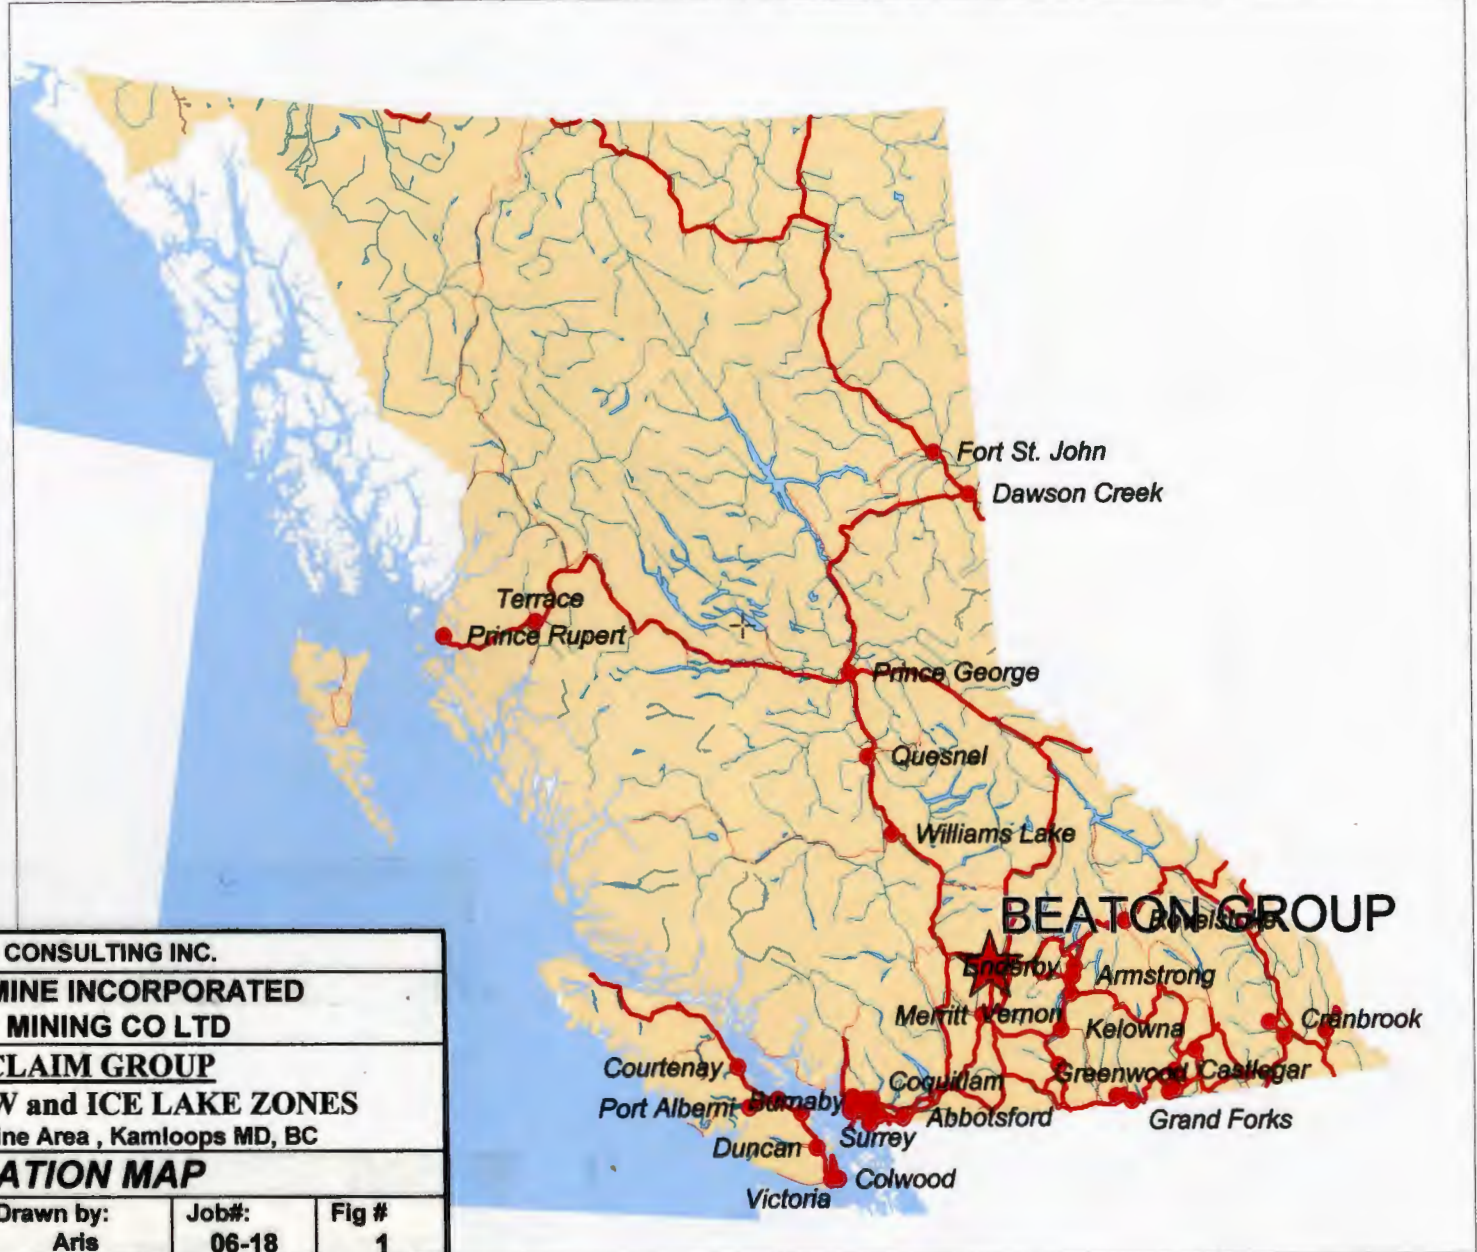 Fort St. John
Dawson Creek
Terrace
Prince Rupert
Prince George
Quesnel
Williams Lake
BEATON GROUP
Revelstoke
Enderby
Armstrong
Merritt
Vernon
Kelowna
Cranbrook
Courtenay
Coquitlam
Greenwood
Castlegar
Port Alberni
Burnaby
Abbotsford
Grand Forks
Surrey
Duncan
Colwood
Victoria
CONSULTING INC.
MINE INCORPORATED
MINING CO LTD
CLAIM GROUP
W and ICE LAKE ZONES
ine Area , Kamloops MD, BC
ATION MAP
Drawn by: Job#: Fig #
Aris 06-18 1